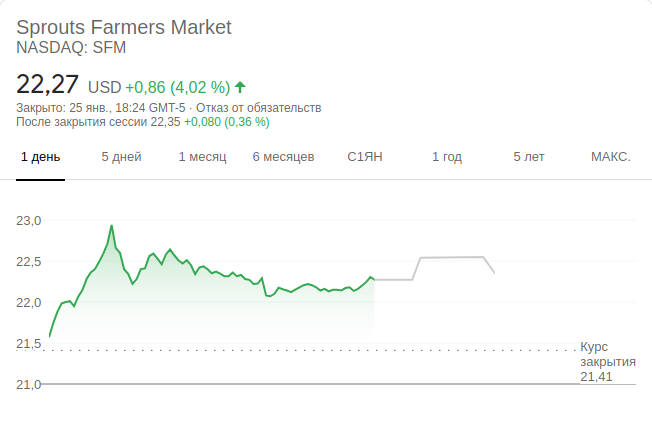 Sprouts Farmers Market
NASDAQ: SFM
22,27 USD +0,86 (4,02 %)
Закрыто: 25 янв., 18:24 GMT-5 · Отказ от обязательств
После закрытия сессии 22,35 +0,080 (0,36 %)
1 день 5 дней 1 месяц 6 месяцев С1ЯН 1 год 5 лет МАКС.
23,0
22,5
22,0
21,5
21,0
Курс
закрытия
21,41